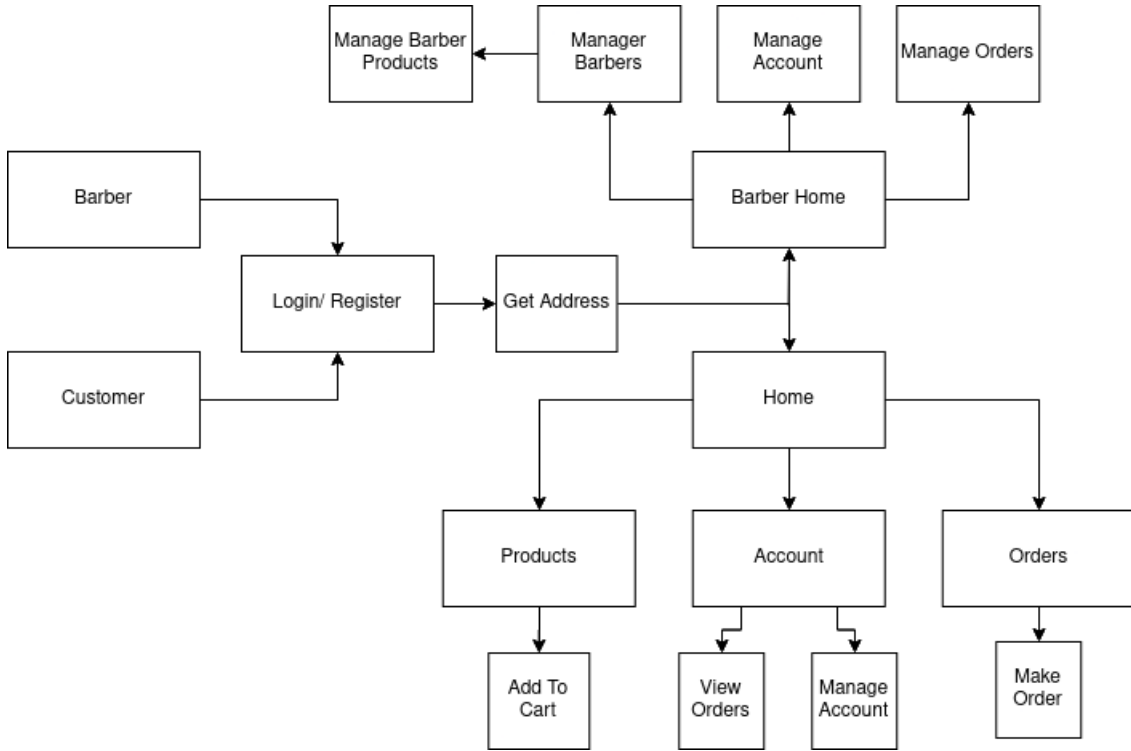 Manage Barber
Products
Manager
Barbers
Manage
Account
Manage Orders
Barber
Barber Home
Login/ Register
Get Address
Customer
Home
Products
Account
Orders
Add To
Cart
View
Orders
Manage
Account
Make
Order